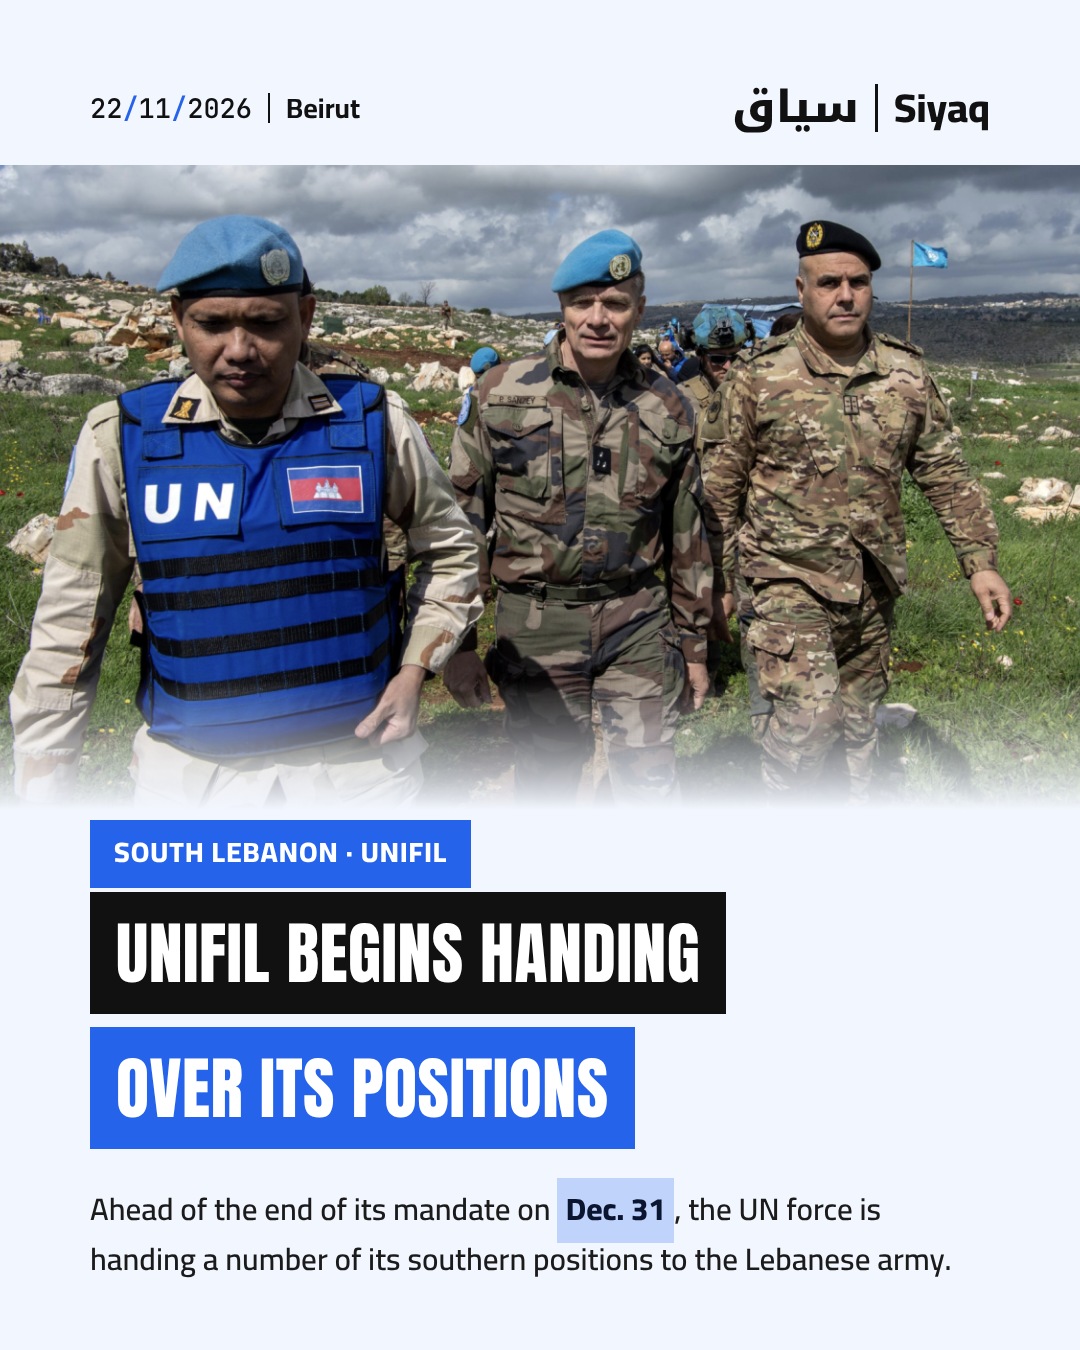 22/11/2026 | Beirut
سياق | Siyaq
UN
SOUTH LEBANON · UNIFIL
UNIFIL BEGINS HANDING
OVER ITS POSITIONS
Ahead of the end of its mandate on Dec. 31, the UN force is
handing a number of its southern positions to the Lebanese army.